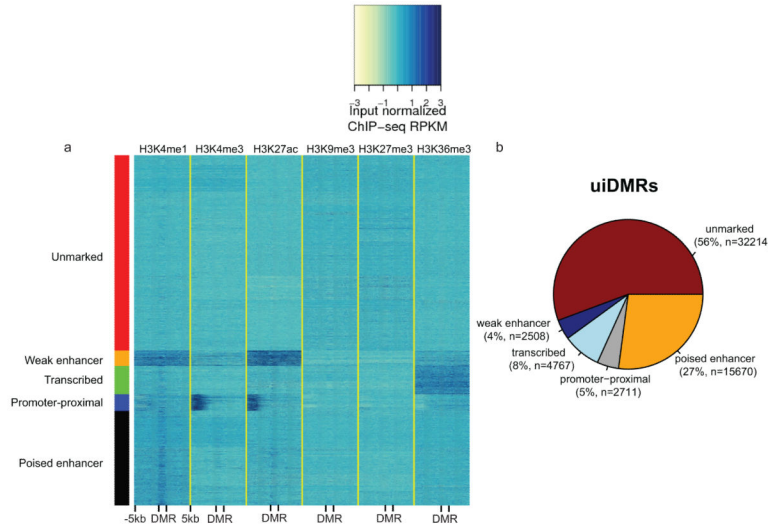 -3 -1 1 2 3
Input normalized
ChIP-seq RPKM
a
H3K4me1 H3K4me3 H3K27ac H3K9me3 H3K27me3 H3K36me3
b
uiDMRs
Unmarked
Weak enhancer
Transcribed
Promoter-proximal
Poised enhancer
-5kb DMR 5kb DMR DMR DMR DMR DMR
unmarked
(56%, n=32214
weak enhancer
(4%, n=2508)
transcribed
(8%, n=4767)
promoter-proximal
(5%, n=2711)
poised enhancer
(27%, n=15670)